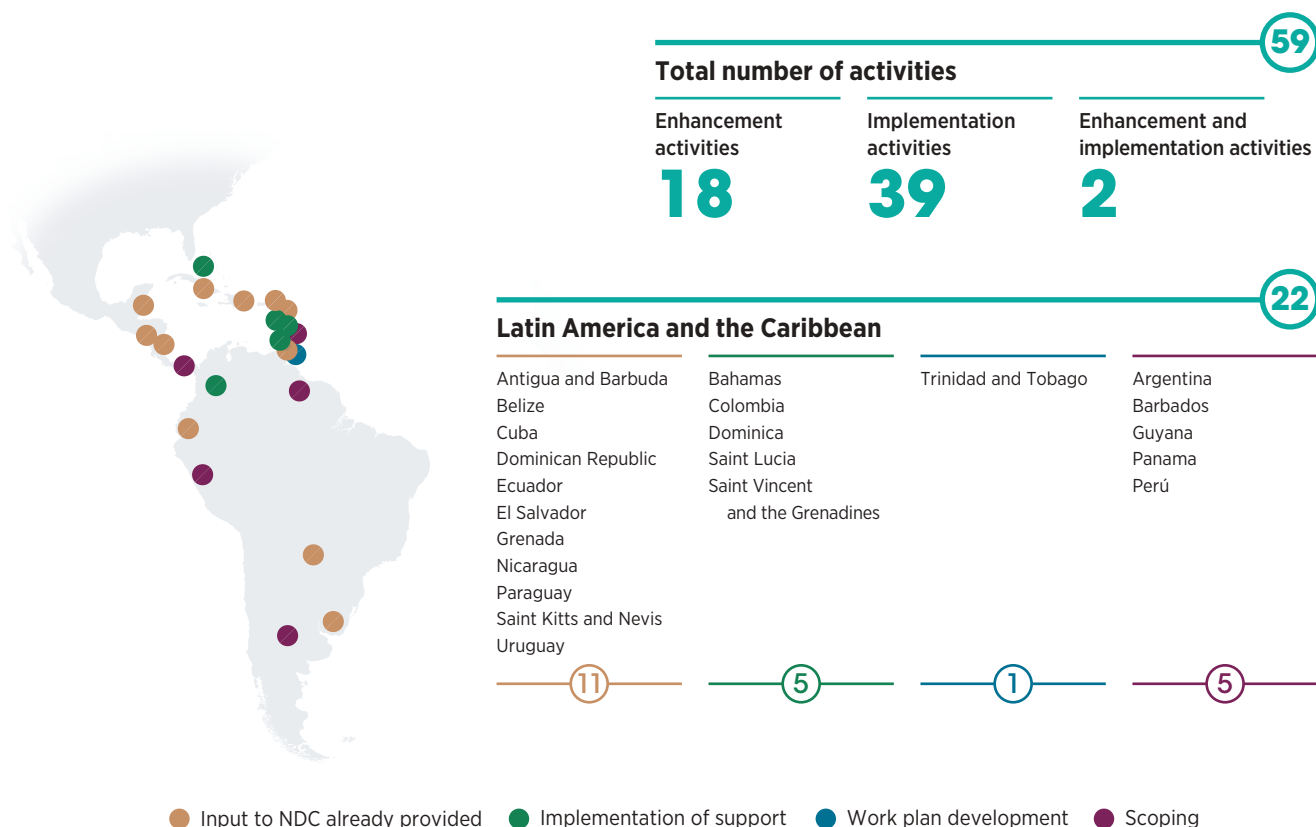 59
Total number of activities
Enhancement
activities
18
Implementation
activities
39
Enhancement and
implementation activities
2
22
Latin America and the Caribbean
Antigua and Barbuda
Belize
Cuba
Dominican Republic
Ecuador
El Salvador
Grenada
Nicaragua
Paraguay
Saint Kitts and Nevis
Uruguay
11
Bahamas
Colombia
Dominica
Saint Lucia
Saint Vincent
and the Grenadines
5
Trinidad and Tobago
1
Argentina
Barbados
Guyana
Panama
Perú
5
Input to NDC already provided
Implementation of support
Work plan development
Scoping